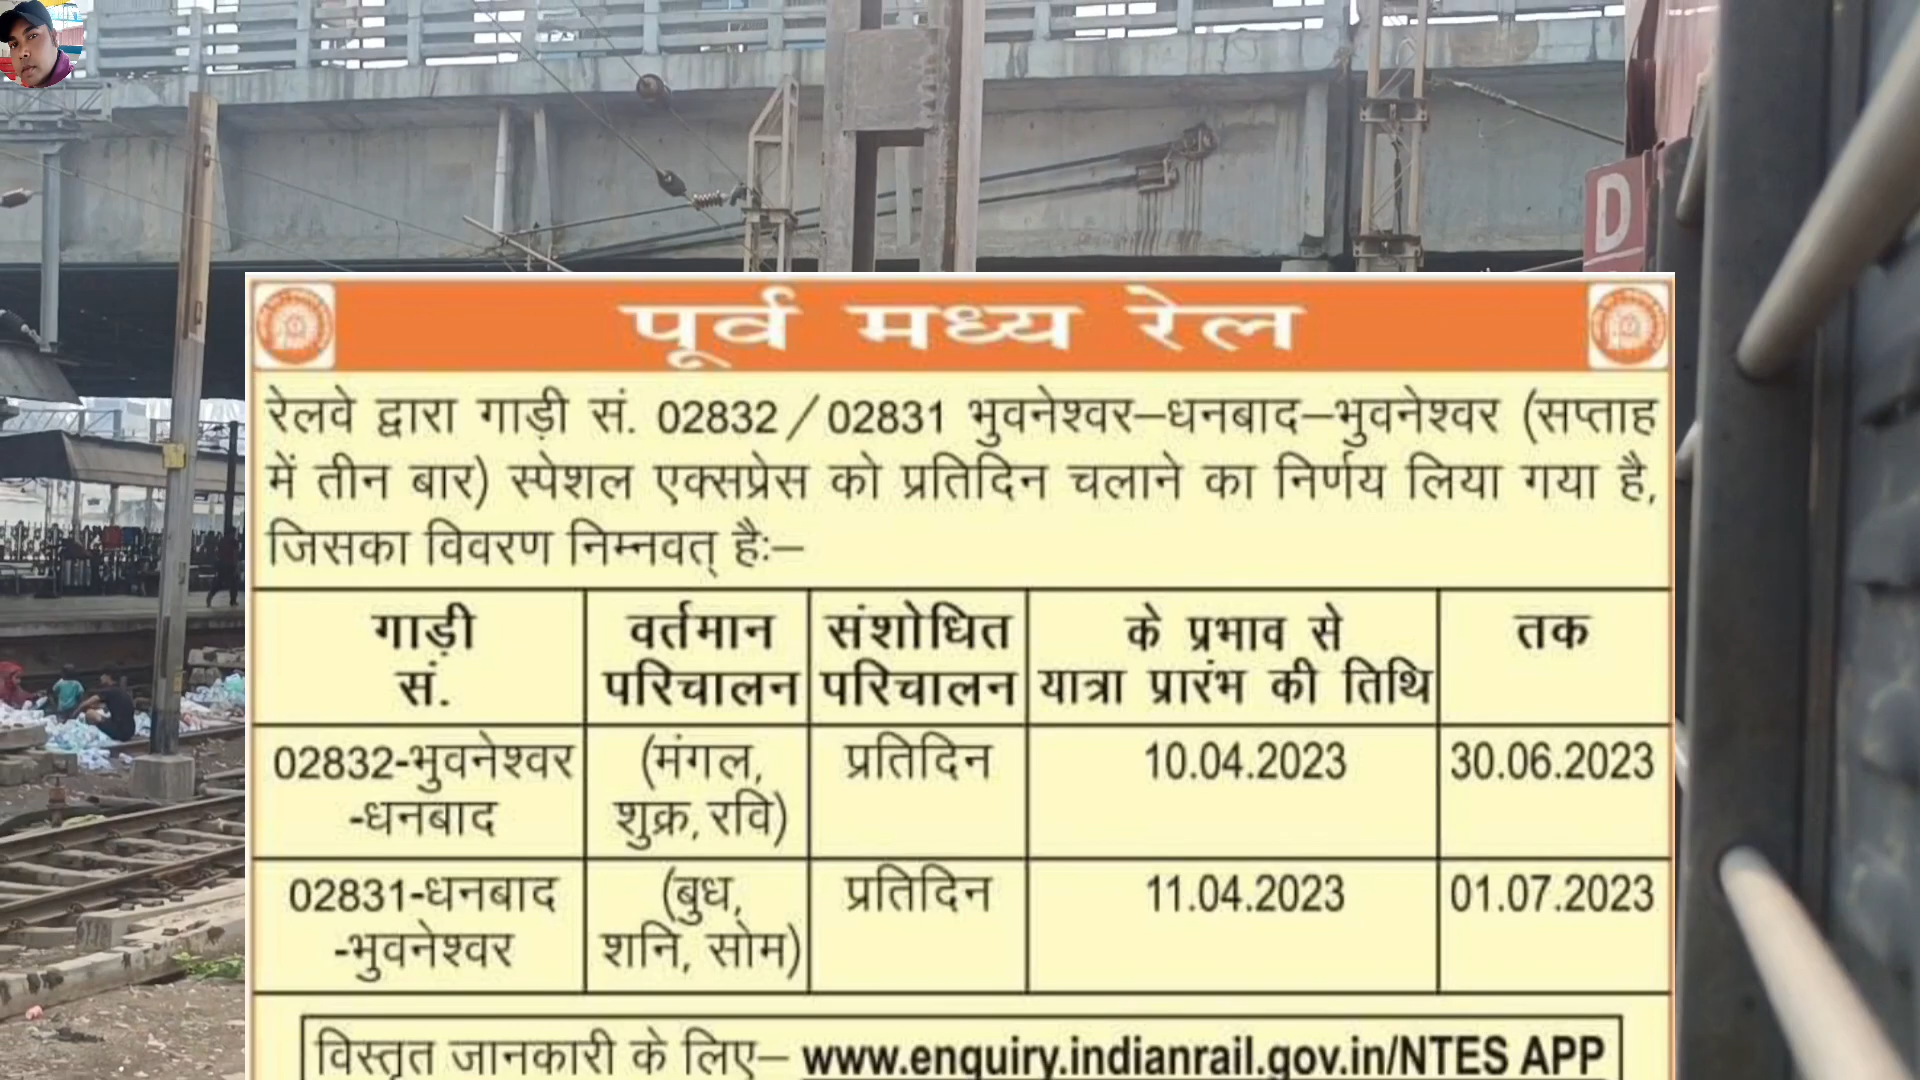 D
पूर्व मध्य रेल
रेलवे द्वारा गाड़ी सं. 02832/02831 भुवनेश्वर–धनबाद–भुवनेश्वर (सप्ताह
में तीन बार) स्पेशल एक्सप्रेस को प्रतिदिन चलाने का निर्णय लिया गया है,
जिसका विवरण निम्नवत् है:–
गाड़ी
सं.
वर्तमान
परिचालन
संशोधित
परिचालन
के प्रभाव से
यात्रा प्रारंभ की तिथि
तक
02832-भुवनेश्वर
-धनबाद
(मंगल,
शुक्र, रवि)
प्रतिदिन
10.04.2023
30.06.2023
02831-धनबाद
-भुवनेश्वर
(बुध,
शनि, सोम)
प्रतिदिन
11.04.2023
01.07.2023
विस्तृत जानकारी के लिए– www.enquiry.indianrail.gov.in/NTES APP